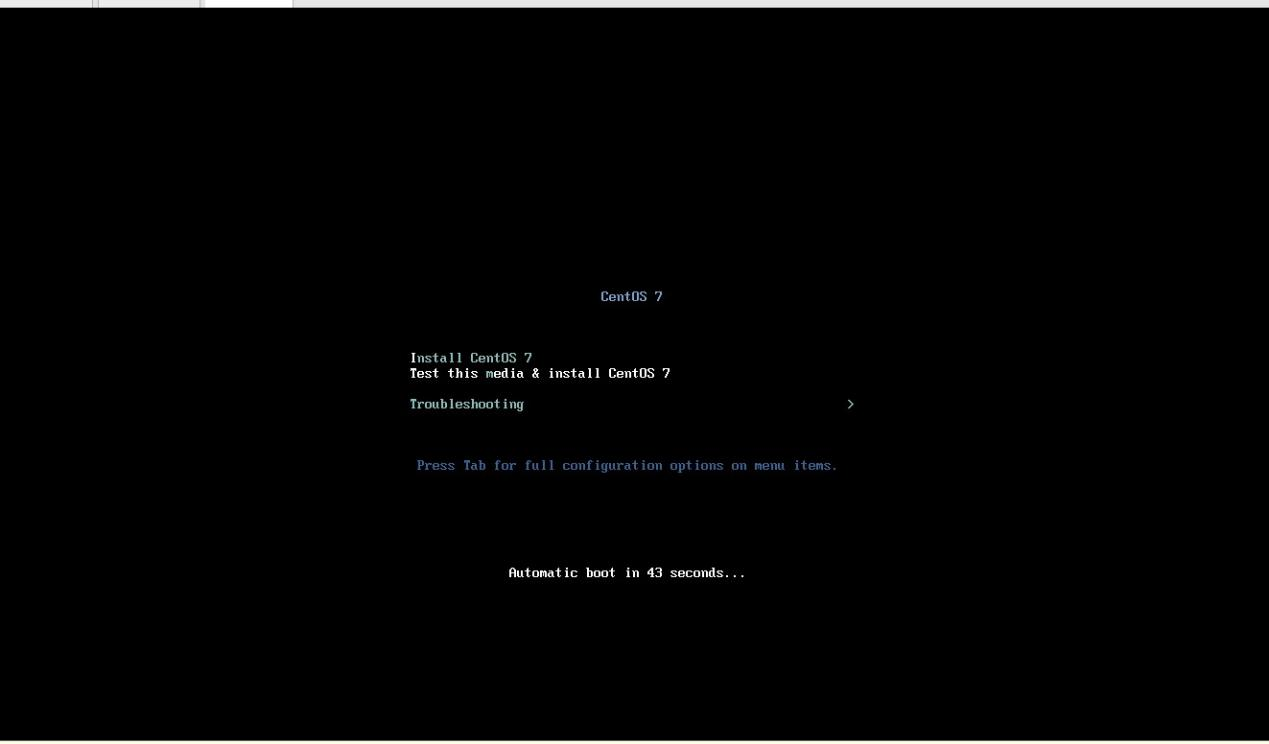 CentOS 7
Install CentOS 7
Test this media & install CentOS 7
Troubleshooting >
Press Tab for full configuration options on menu items.
Automatic boot in 43 seconds...